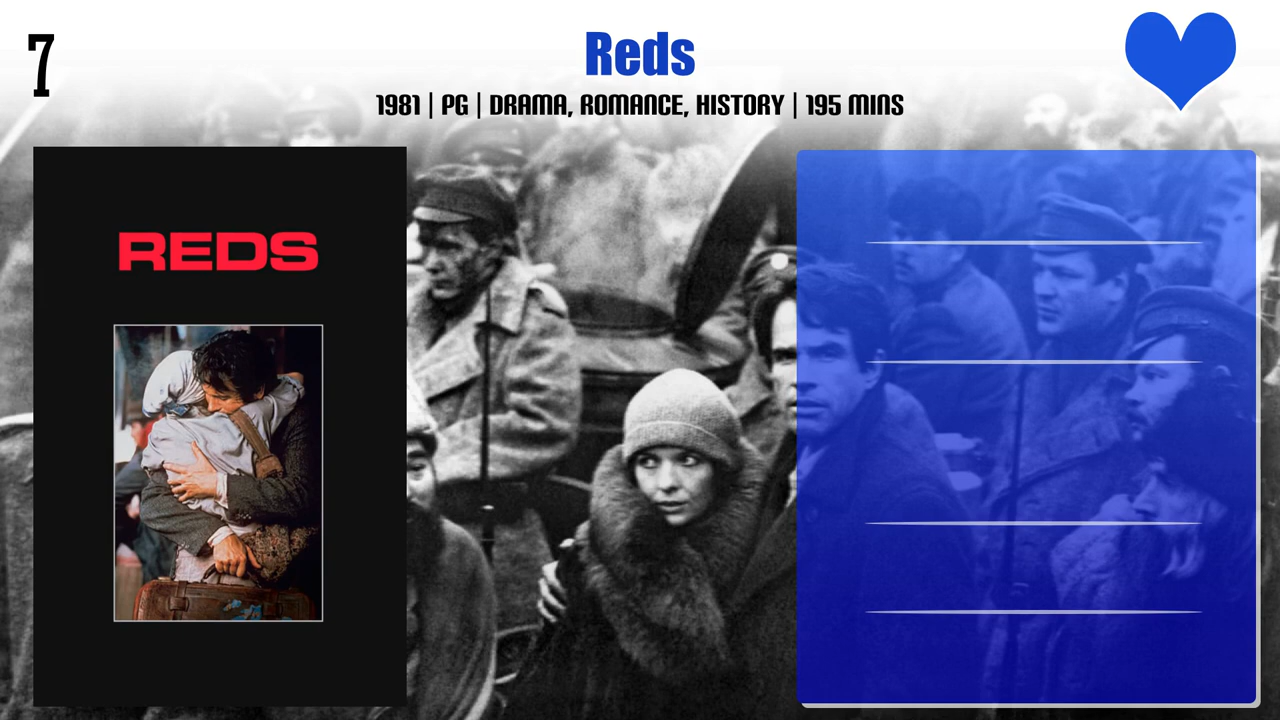 7
Reds
1981 | PG | DRAMA, ROMANCE, HISTORY | 195 MINS
REDS